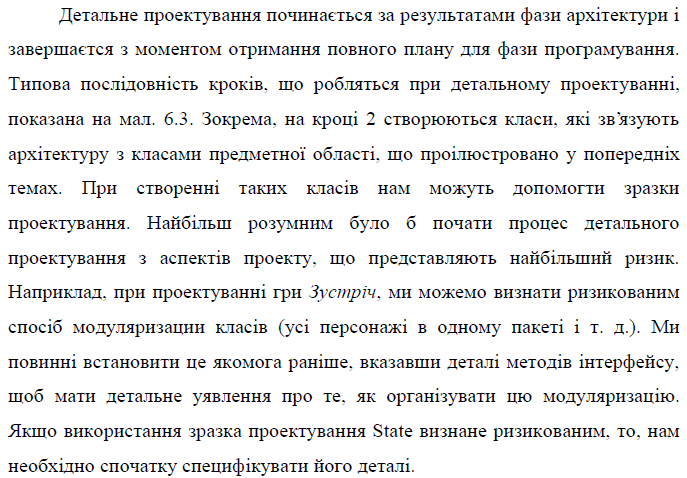 Детальне проектування починається за результатами фази архітектури і
завершаєтся з моментом отримання повного плану для фази програмування.
Типова послідовність кроків, що робляться при детальному проектуванні,
показана на мал. 6.3. Зокрема, на кроці 2 створюються класи, які зв’язують
архітектуру з класами предметної області, що проілюстровано у попередніх
темах. При створенні таких класів нам можуть допомогти зразки
проектування. Найбільш розумним було б почати процес детального
проектування з аспектів проекту, що представляють найбільший ризик.
Наприклад, при проектуванні гри Зустріч, ми можемо визнати ризикованим
спосіб модуляризации класів (усі персонажі в одному пакеті і т. д.). Ми
повинні встановити це якомога раніше, вказавши деталі методів інтерфейсу,
щоб мати детальне уявлення про те, як організувати цю модуляризацію.
Якщо використання зразка проектування State визнане ризикованим, то, нам
необхідно спочатку специфікувати його деталі.